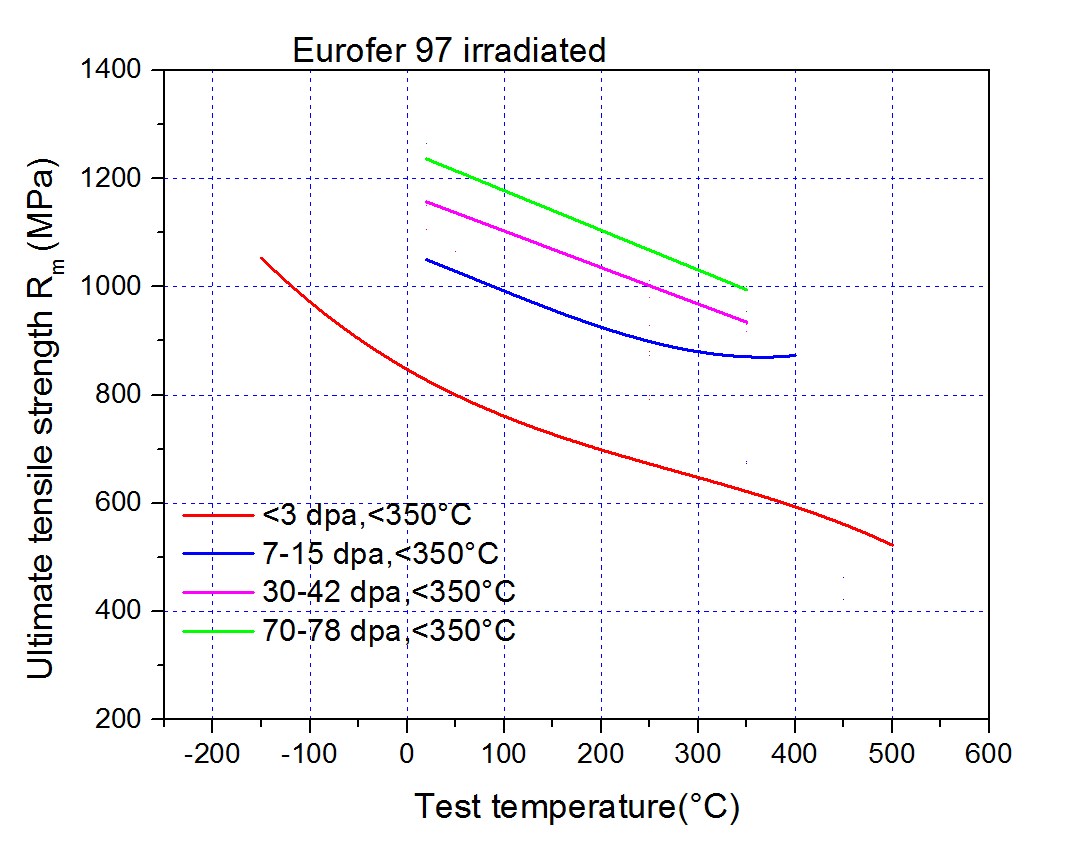 Eurofer 97 irradiated
1400
1200
1000
800
600
400
200
Ultimate tensile strength Rm (MPa)
<3 dpa,<350°C
7-15 dpa,<350°C
30-42 dpa,<350°C
70-78 dpa,<350°C
-200 -100 0 100 200 300 400 500 600
Test temperature(°C)